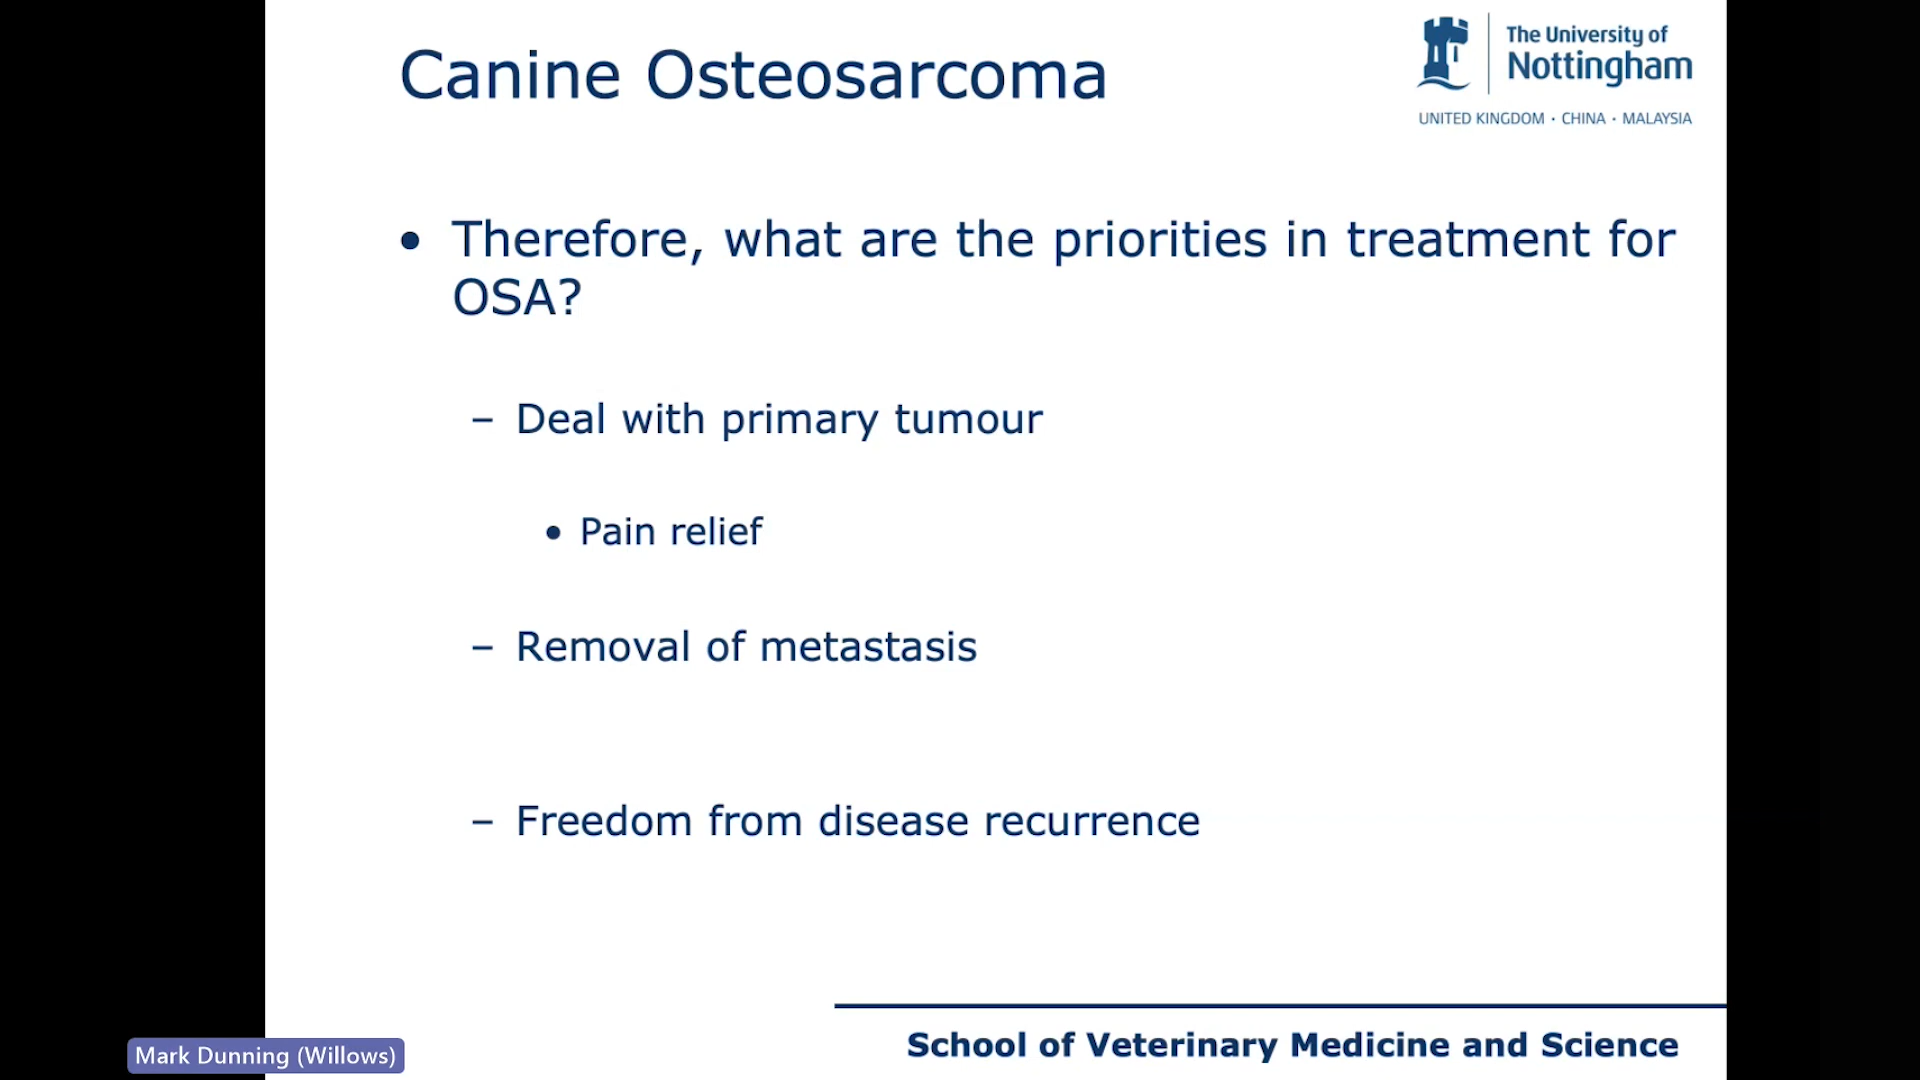 Canine Osteosarcoma
The University of
Nottingham
UNITED KINGDOM · CHINA · MALAYSIA
• Therefore, what are the priorities in treatment for
OSA?
– Deal with primary tumour
• Pain relief
– Removal of metastasis
– Freedom from disease recurrence
School of Veterinary Medicine and Science
Mark Dunning (Willows)